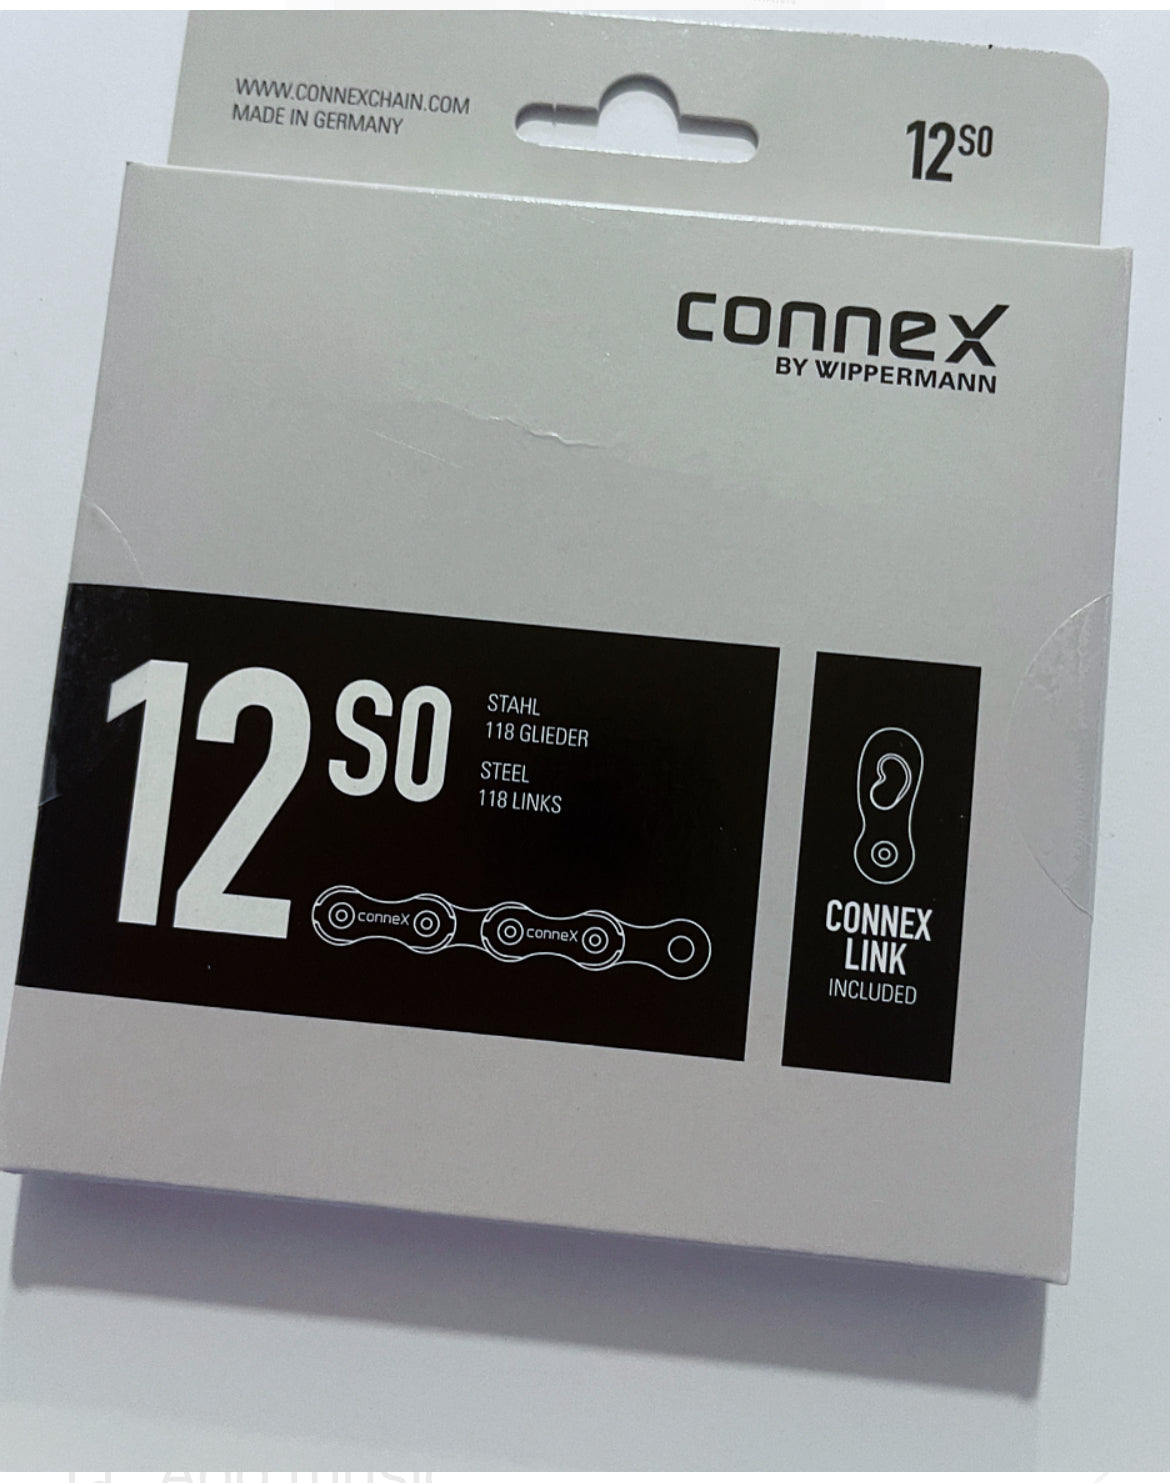 WWW.CONNEXCHAIN.COM
MADE IN GERMANY
12SO
conneX
BY WIPPERMANN
12SO
STAHL
118 GLIEDER
STEEL
118 LINKS
conneX
conneX
CONNEX
LINK
INCLUDED